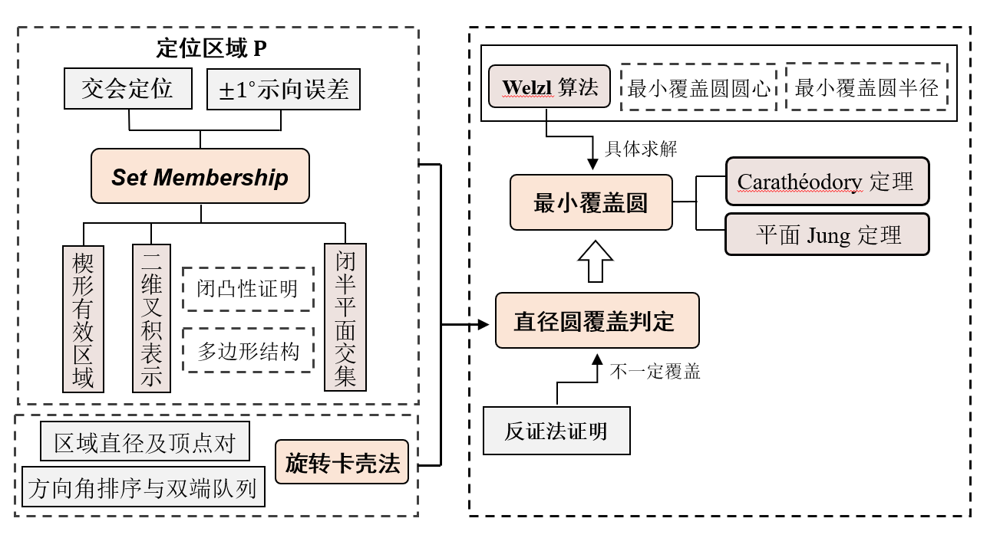 定位区域 P
交会定位
±1°示向误差
Set Membership
楔形有效区域
二维叉积表示
闭凸性证明
多边形结构
闭半平面交集
区域直径及顶点对
方向角排序与双端队列
旋转卡壳法
Welzl 算法
最小覆盖圆圆心
最小覆盖圆半径
具体求解
最小覆盖圆
Carathéodory 定理
平面 Jung 定理
直径圆覆盖判定
不一定覆盖
反证法证明